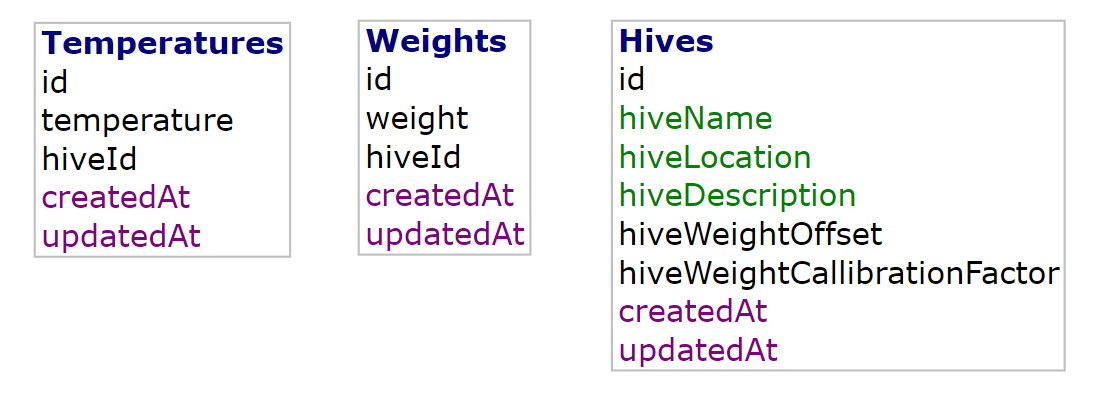 Temperatures
id
temperature
hiveId
createdAt
updatedAt
Weights
id
weight
hiveId
createdAt
updatedAt
Hives
id
hiveName
hiveLocation
hiveDescription
hiveWeightOffset
hiveWeightCallibrationFactor
createdAt
updatedAt